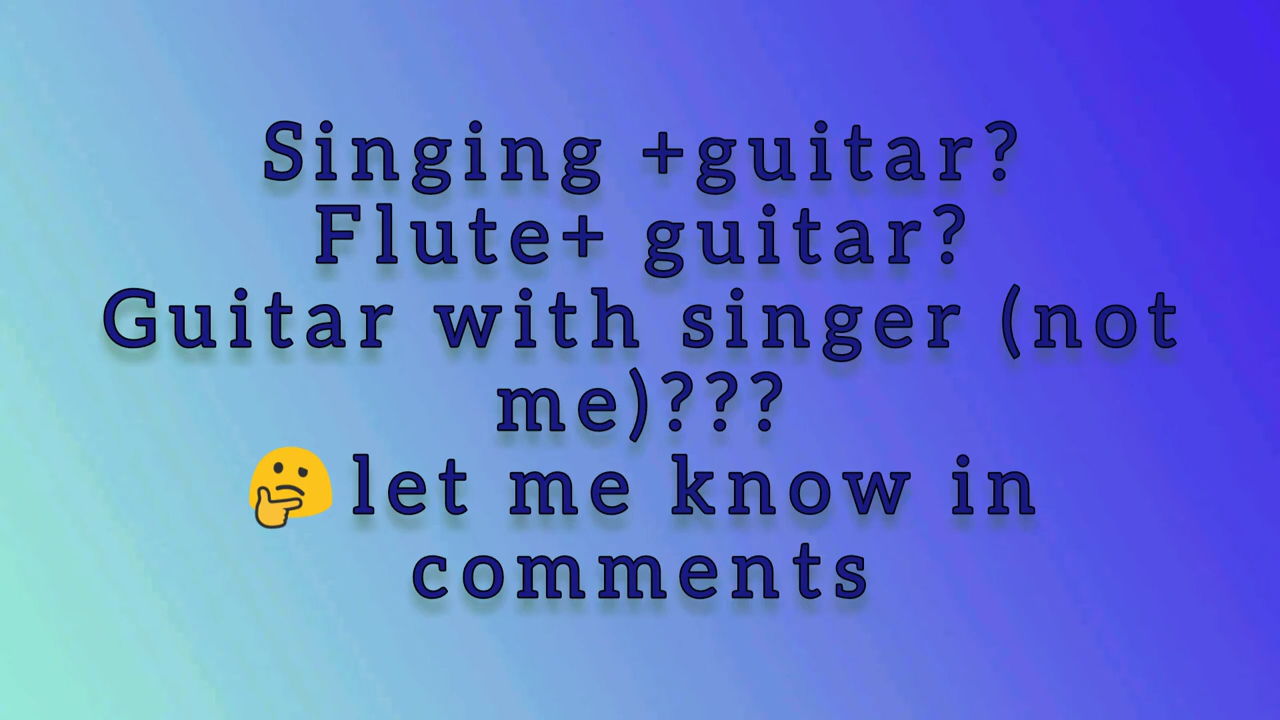 Singing +guitar?
Flute+ guitar?
Guitar with singer (not
me)???
🤔let me know in
comments